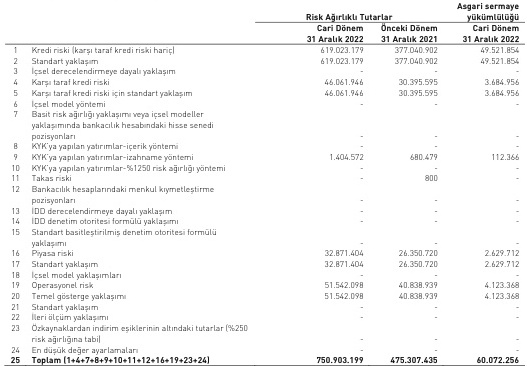 Asgari sermaye
Risk Ağırlıklı Tutarlar yükümlülüğü
Cari Dönem Önceki Dönem Cari Dönem
31 Aralık 2022 31 Aralık 2021 31 Aralık 2022
1 Kredi riski (karşı taraf kredi riski hariç) 619.023.179 377.040.902 49.521.854
2 Standart yaklaşım 619.023.179 377.040.902 49.521.854
3 İçsel derecelendirmeye dayalı yaklaşım - - -
4 Karşı taraf kredi riski 46.061.946 30.395.595 3.684.956
5 Karşı taraf kredi riski için standart yaklaşım 46.061.946 30.395.595 3.684.956
6 İçsel model yöntemi - - -
7 Basit risk ağırlığı yaklaşımı veya içsel modeller
yaklaşımında bankacılık hesabındaki hisse senedi
pozisyonları - - -
8 KYK'ya yapılan yatırımlar-içerik yöntemi - - -
9 KYK'ya yapılan yatırımlar-izahname yöntemi 1.404.572 680.479 112.366
10 KYK'ya yapılan yatırımlar-%1250 risk ağırlığı yöntemi - - -
11 Takas riski - 800 -
12 Bankacılık hesaplarındaki menkul kıymetleştirme
pozisyonları - - -
13 İDD derecelendirmeye dayalı yaklaşım - - -
14 İDD denetim otoritesi formülü yaklaşımı - - -
15 Standart basitleştirilmiş denetim otoritesi formülü
yaklaşımı - - -
16 Piyasa riski 32.871.404 26.350.720 2.629.712
17 Standart yaklaşım 32.871.404 26.350.720 2.629.712
18 İçsel model yaklaşımları - - -
19 Operasyonel risk 51.542.098 40.838.939 4.123.368
20 Temel gösterge yaklaşımı 51.542.098 40.838.939 4.123.368
21 Standart yaklaşım - - -
22 İleri ölçüm yaklaşımı - - -
23 Özkaynaklardan indirim eşiklerinin altındaki tutarlar (%250
risk ağırlığına tabi) - - -
24 En düşük değer ayarlamaları - - -
25 Toplam (1+4+7+8+9+10+11+12+16+19+23+24) 750.903.199 475.307.435 60.072.256